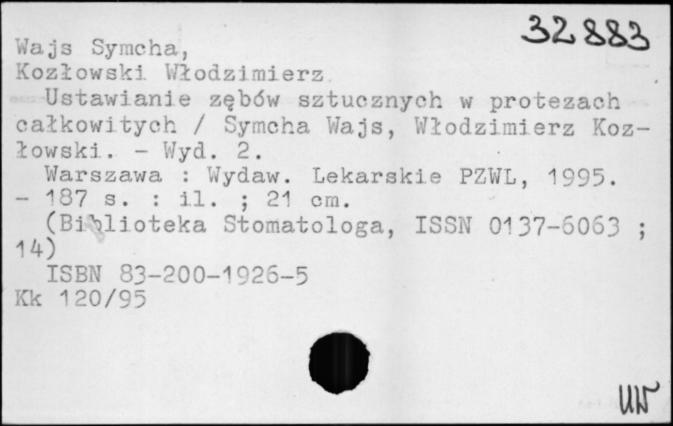 32883
Wajs Symcha,
Kozłowski Włodzimierz
Ustawianie zębów sztucznych w protezach
całkowitych / Symcha Wajs, Włodzimierz Koz-
łowski. - Wyd. 2.
Warszawa : Wydaw. Lekarskie PZWL, 1995.
- 187 s. : il. ; 21 cm.
(Biblioteka Stomatologa, ISSN 0137-6063 ;
14)
ISBN 83-200-1926-5
Kk 120/95
UW